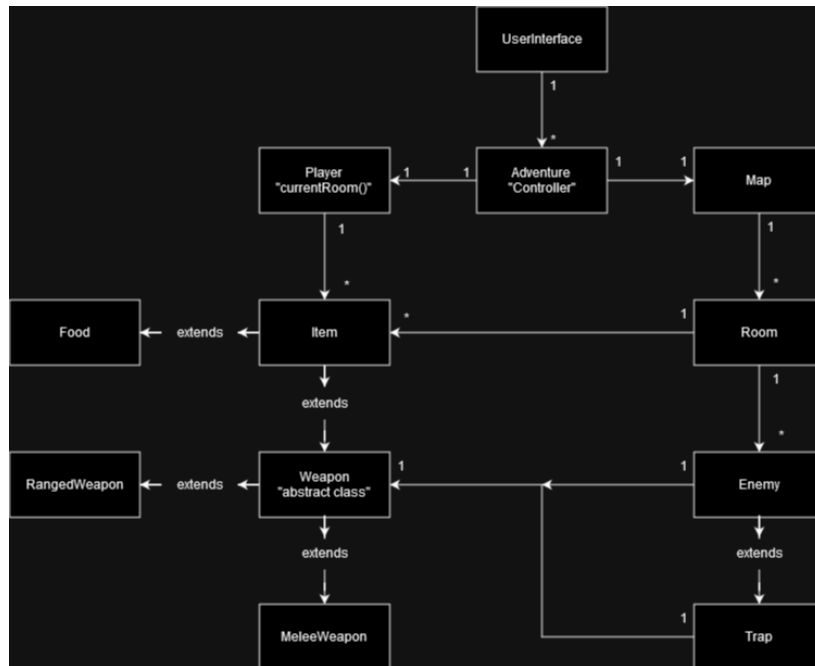 UserInterface
1
*
Player
"currentRoom()"
1
1
Adventure
"Controller"
1
1
Map
1
*
1
*
Food
extends
Item
*
1
Room
extends
1
*
RangedWeapon
extends
Weapon
"abstract class"
1
1
Enemy
extends
extends
MeleeWeapon
1
Trap